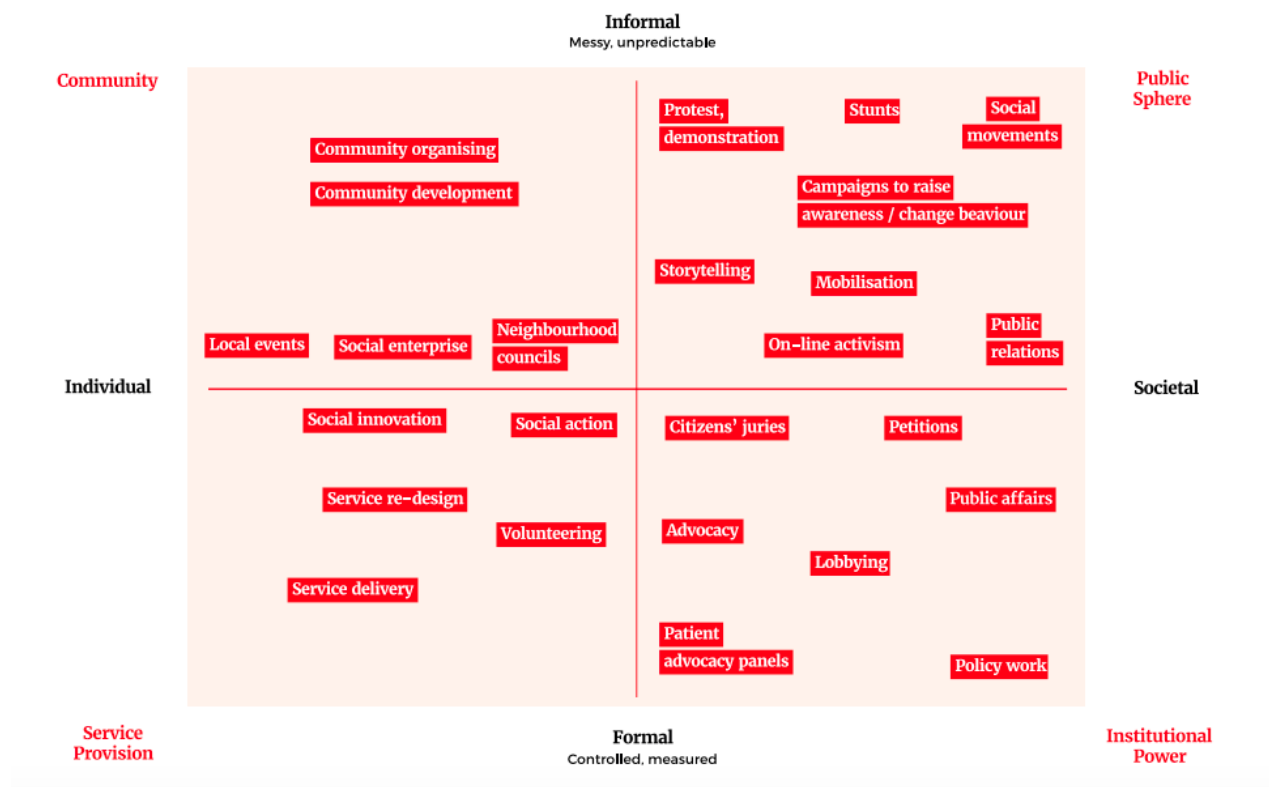 Informal
Messy, unpredictable
Community
Public
Sphere
Protest,
demonstration
Stunts
Social
movements
Community organising
Community development
Campaigns to raise
awareness / change beaviour
Storytelling
Mobilisation
Local events
Social enterprise
Neighbourhood
councils
On-line activism
Public
relations
Individual
Societal
Social innovation
Social action
Citizens' juries
Petitions
Service re-design
Public affairs
Volunteering
Advocacy
Lobbying
Service delivery
Patient
advocacy panels
Policy work
Service
Provision
Formal
Controlled, measured
Institutional
Power